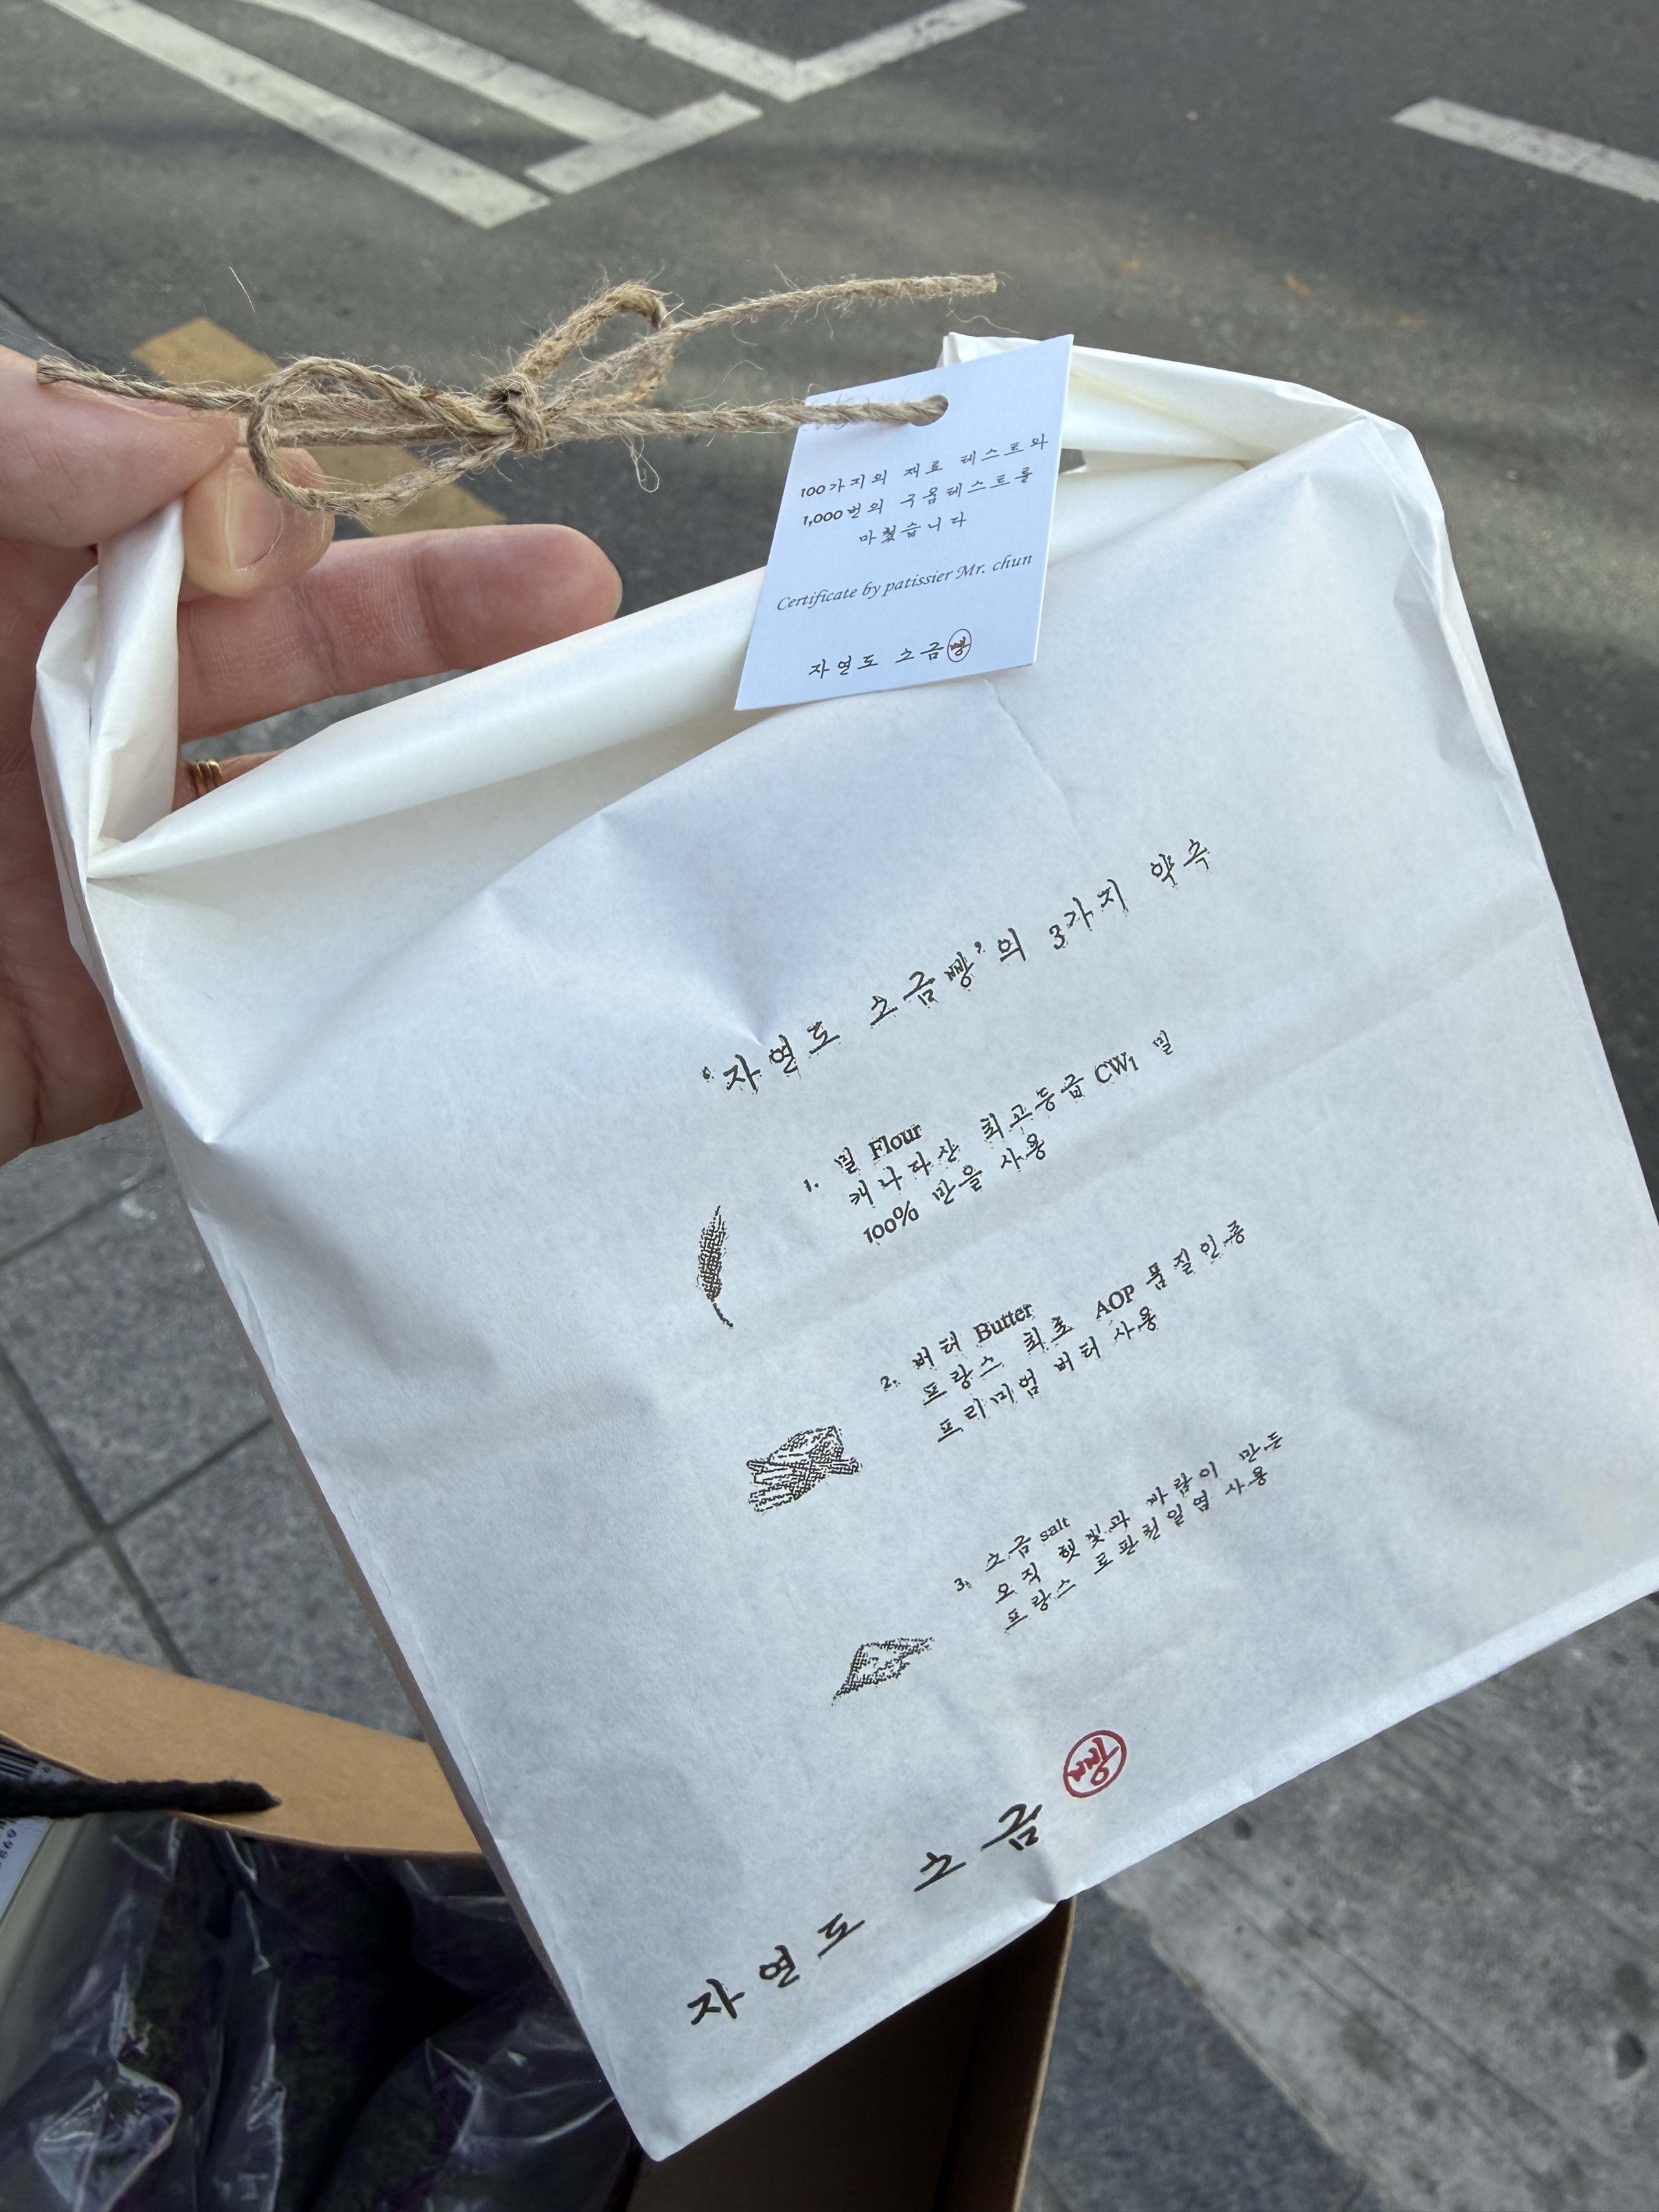 100가지의 재료 테스트와
1,000번의 구움테스트를
마쳤습니다
Certificate by patissier Mr. chun
자연도 소금빵
‘자연도 소금빵’의 3가지 약속
1. 밀 Flour
캐나다산 최고등급 CW1 밀
100% 만을 사용
2. 버터 Butter
프랑스 최초 AOP 품질인증
프리미엄 버터 사용
3. 소금 salt
오직 햇빛과 바람이 만든
프랑스 토판천일염 사용
자연도 소금빵